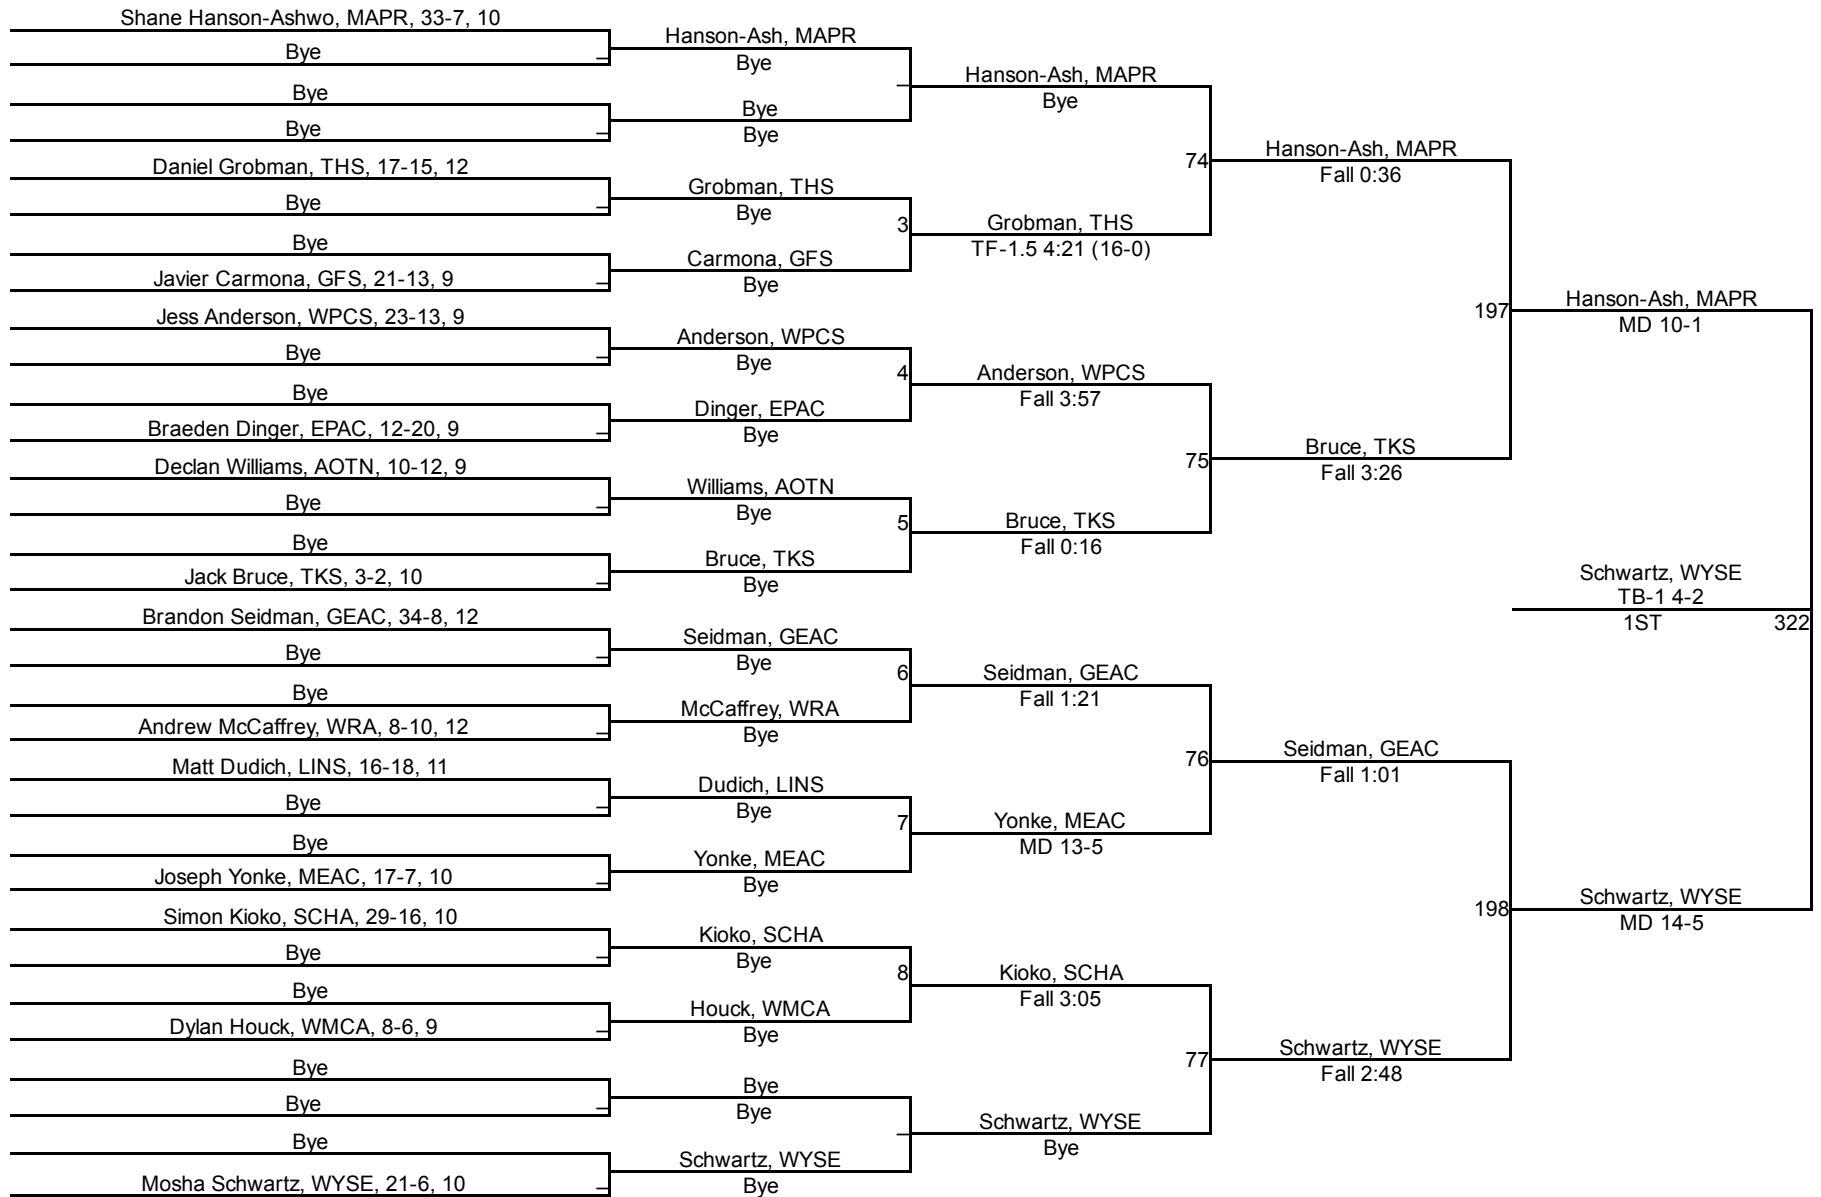 Shane Hanson-Ashwo, MAPR, 33-7, 10
Bye
Bye
Bye
Daniel Grobman, THS, 17-15, 12
Bye
Bye
Javier Carmona, GFS, 21-13, 9
Jess Anderson, WPCS, 23-13, 9
Bye
Bye
Braeden Dinger, EPAC, 12-20, 9
Declan Williams, AOTN, 10-12, 9
Bye
Bye
Jack Bruce, TKS, 3-2, 10
Brandon Seidman, GEAC, 34-8, 12
Bye
Bye
Andrew McCaffrey, WRA, 8-10, 12
Matt Dudich, LINS, 16-18, 11
Bye
Bye
Joseph Yonke, MEAC, 17-7, 10
Simon Kioko, SCHA, 29-16, 10
Bye
Bye
Dylan Houck, WMCA, 8-6, 9
Bye
Bye
Bye
Mosha Schwartz, WYSE, 21-6, 10
Hanson-Ash, MAPR
Bye
Bye
Bye
Grobman, THS
Bye
3
Carmona, GFS
Bye
Anderson, WPCS
Bye
4
Dinger, EPAC
Bye
Williams, AOTN
Bye
5
Bruce, TKS
Bye
Seidman, GEAC
Bye
6
McCaffrey, WRA
Bye
Dudich, LINS
Bye
7
Yonke, MEAC
Bye
Kioko, SCHA
Bye
8
Houck, WMCA
Bye
Bye
Bye
Schwartz, WYSE
Bye
Hanson-Ash, MAPR
Bye
74
Grobman, THS
TF-1.5 4:21 (16-0)
Anderson, WPCS
Fall 3:57
75
Bruce, TKS
Fall 0:16
Seidman, GEAC
Fall 1:21
76
Yonke, MEAC
MD 13-5
Kioko, SCHA
Fall 3:05
77
Schwartz, WYSE
Bye
Hanson-Ash, MAPR
Fall 0:36
197
Bruce, TKS
Fall 3:26
Seidman, GEAC
Fall 1:01
198
Schwartz, WYSE
Fall 2:48
Hanson-Ash, MAPR
MD 10-1
Schwartz, WYSE
TB-1 4-2
1ST
322
Schwartz, WYSE
MD 14-5